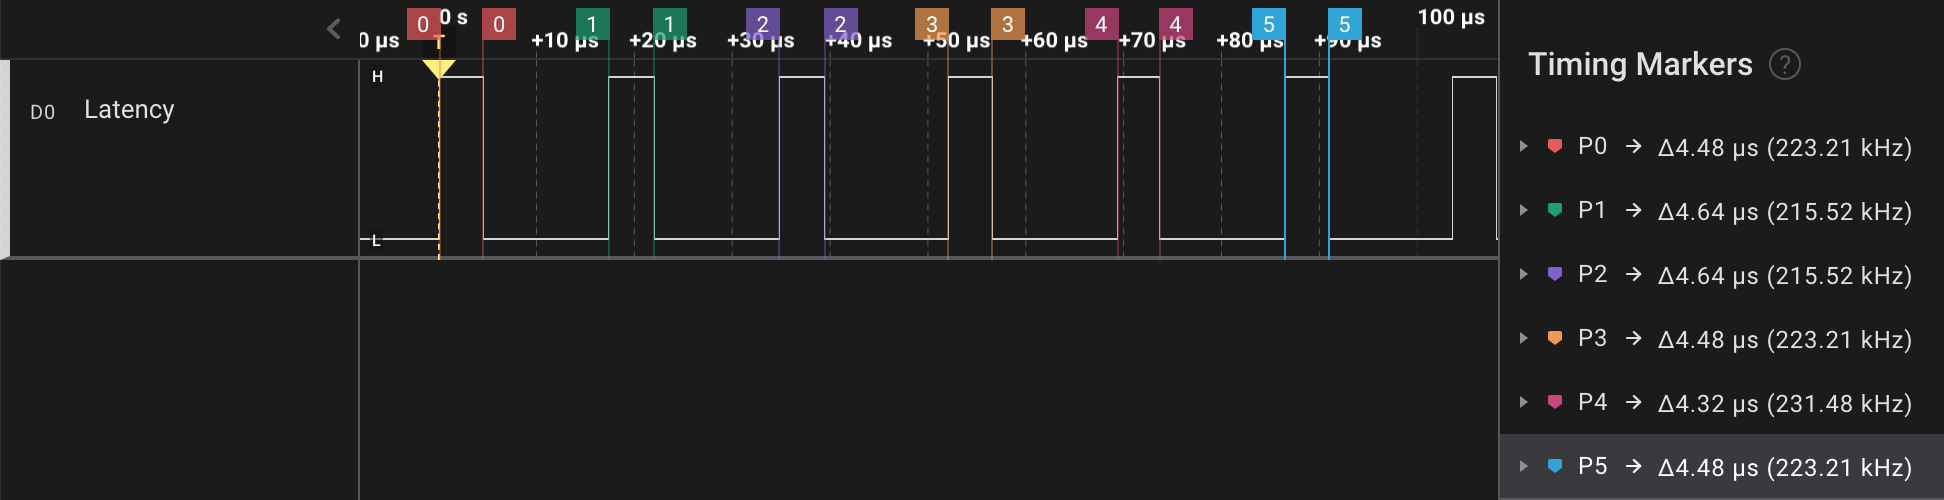 0 0 s 0 1 1 2 2 3 3 4 4 5 5 100 µs
0 µs T +10 µs +20 µs +30 µs +40 µs +50 µs +60 µs +70 µs +80 µs +90 µs
H
D0 Latency
L
Timing Markers ?
P0 → Δ4.48 µs (223.21 kHz)
P1 → Δ4.64 µs (215.52 kHz)
P2 → Δ4.64 µs (215.52 kHz)
P3 → Δ4.48 µs (223.21 kHz)
P4 → Δ4.32 µs (231.48 kHz)
P5 → Δ4.48 µs (223.21 kHz)